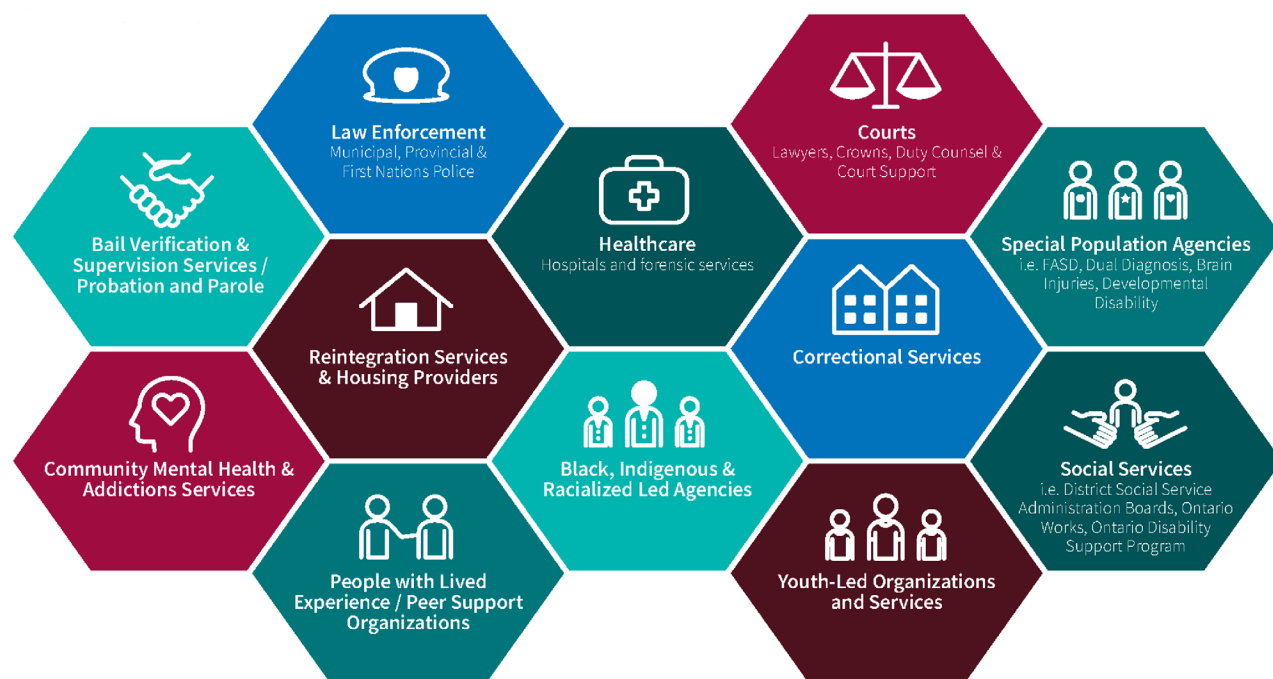 Law Enforcement
Municipal, Provincial &
First Nations Police
Courts
Lawyers, Crowns, Duty Counsel &
Court Support
Bail Verification &
Supervision Services /
Probation and Parole
Healthcare
Hospitals and forensic services
Special Population Agencies
i.e. FASD, Dual Diagnosis, Brain
Injuries, Developmental
Disability
Reintegration Services
& Housing Providers
Correctional Services
Community Mental Health &
Addictions Services
Black, Indigenous &
Racialized Led Agencies
Social Services
i.e. District Social Service
Administration Boards, Ontario
Works, Ontario Disability
Support Program
People with Lived
Experience / Peer Support
Organizations
Youth-Led Organizations
and Services